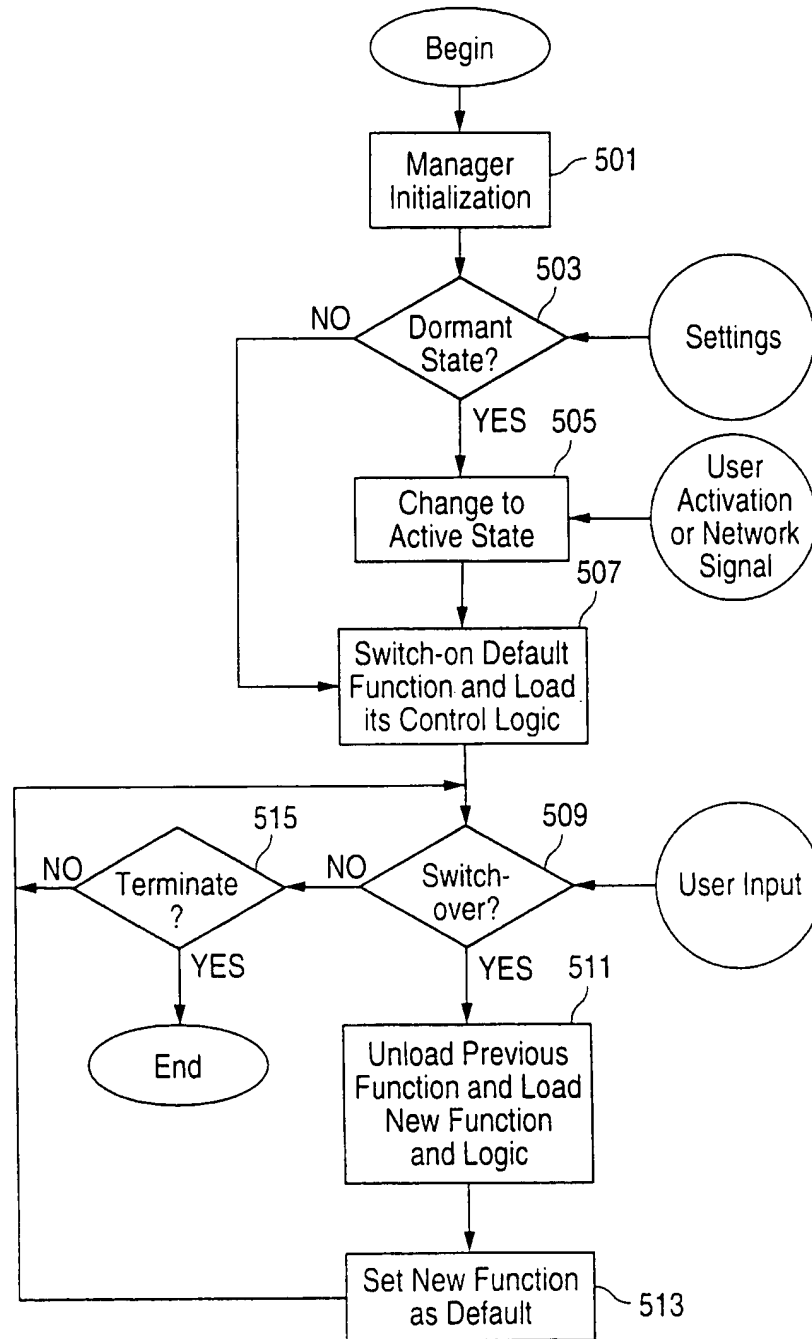 Begin
Manager
Initialization
501
503
NO
Dormant
State?
Settings
YES
505
Change to
Active State
User
Activation
or Network
Signal
507
Switch-on Default
Function and Load
its Control Logic
515
509
NO
Terminate
?
NO
Switch-
over?
User Input
YES
YES
511
End
Unload Previous
Function and Load
New Function
and Logic
Set New Function
as Default
513